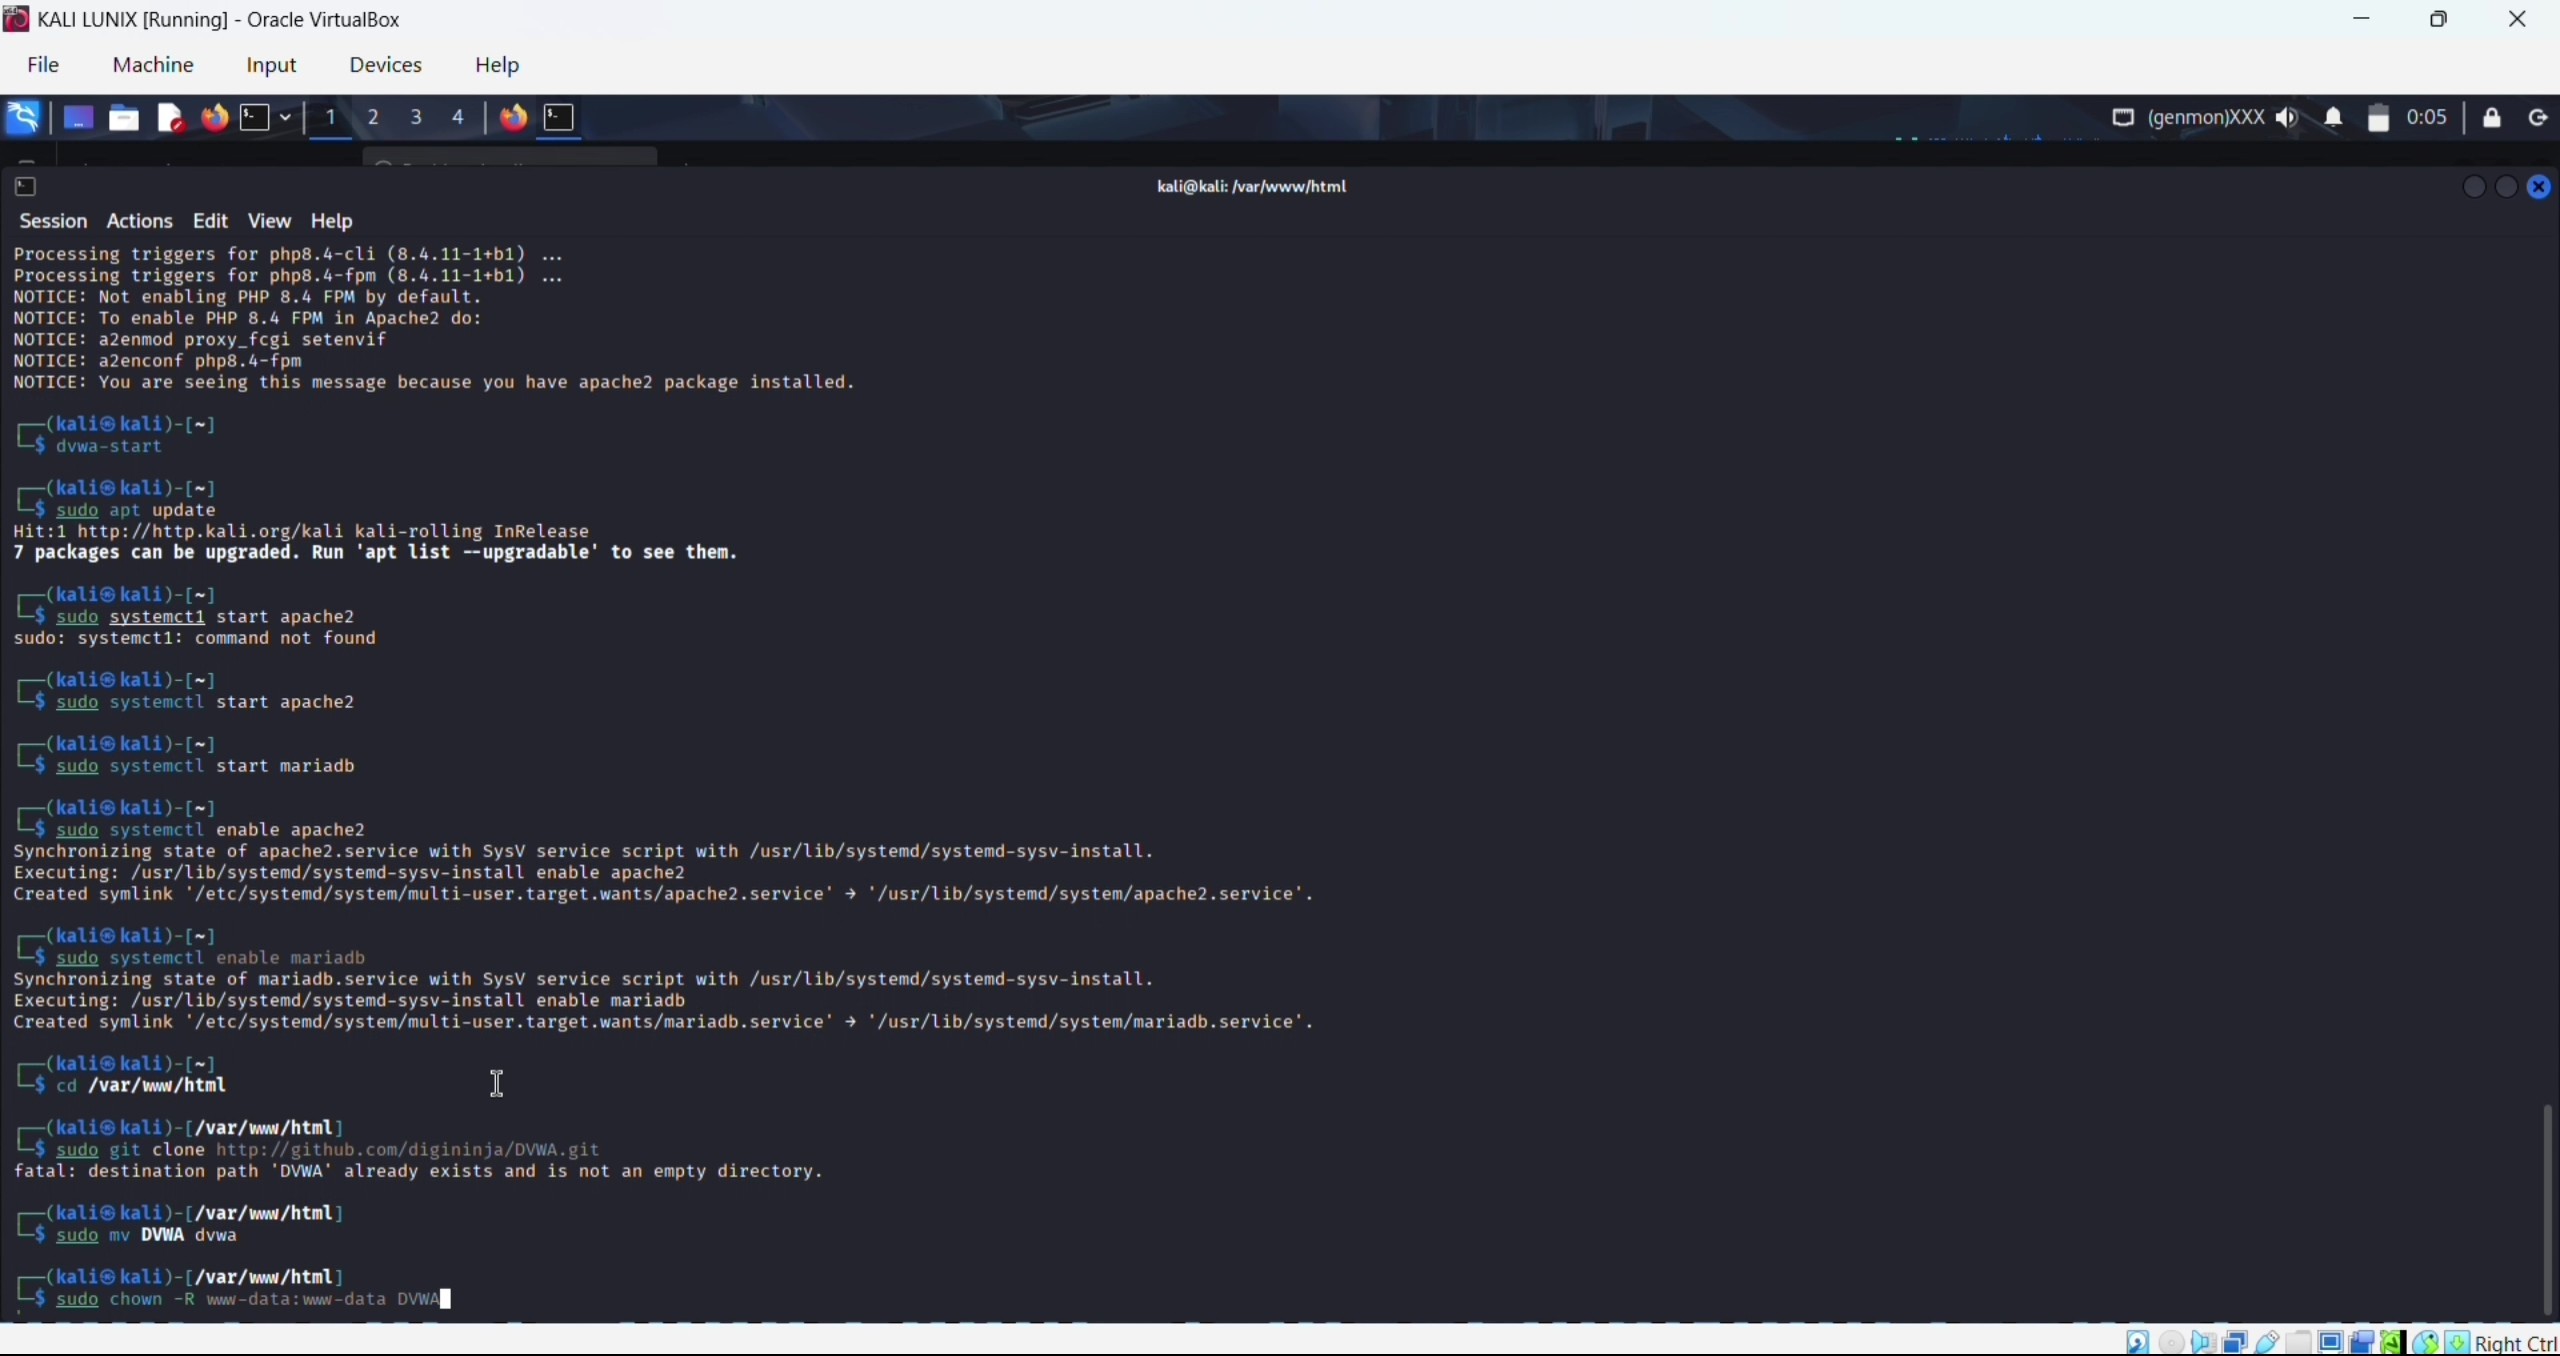 KALI LUNIX [Running] - Oracle VirtualBox
File Machine Input Devices Help
1 2 3 4 (genmon)XXX 0:05
kali@kali: /var/www/html
Session Actions Edit View Help
Processing triggers for php8.4-cli (8.4.11-1+b1) ...
Processing triggers for php8.4-fpm (8.4.11-1+b1) ...
NOTICE: Not enabling PHP 8.4 FPM by default.
NOTICE: To enable PHP 8.4 FPM in Apache2 do:
NOTICE: a2enmod proxy_fcgi setenvif
NOTICE: a2enconf php8.4-fpm
NOTICE: You are seeing this message because you have apache2 package installed.
┌──(kali㉿kali)-[~]
└─$ dvwa-start
┌──(kali㉿kali)-[~]
└─$ sudo apt update
Hit:1 http://http.kali.org/kali kali-rolling InRelease
7 packages can be upgraded. Run 'apt list --upgradable' to see them.
┌──(kali㉿kali)-[~]
└─$ sudo systemct1 start apache2
sudo: systemct1: command not found
┌──(kali㉿kali)-[~]
└─$ sudo systemctl start apache2
┌──(kali㉿kali)-[~]
└─$ sudo systemctl start mariadb
┌──(kali㉿kali)-[~]
└─$ sudo systemctl enable apache2
Synchronizing state of apache2.service with SysV service script with /usr/lib/systemd/systemd-sysv-install.
Executing: /usr/lib/systemd/systemd-sysv-install enable apache2
Created symlink '/etc/systemd/system/multi-user.target.wants/apache2.service' → '/usr/lib/systemd/system/apache2.service'.
┌──(kali㉿kali)-[~]
└─$ sudo systemctl enable mariadb
Synchronizing state of mariadb.service with SysV service script with /usr/lib/systemd/systemd-sysv-install.
Executing: /usr/lib/systemd/systemd-sysv-install enable mariadb
Created symlink '/etc/systemd/system/multi-user.target.wants/mariadb.service' → '/usr/lib/systemd/system/mariadb.service'.
┌──(kali㉿kali)-[~]
└─$ cd /var/www/html
┌──(kali㉿kali)-[/var/www/html]
└─$ sudo git clone http://github.com/digininja/DVWA.git
fatal: destination path 'DVWA' already exists and is not an empty directory.
┌──(kali㉿kali)-[/var/www/html]
└─$ sudo mv DVWA dvwa
┌──(kali㉿kali)-[/var/www/html]
└─$ sudo chown -R www-data:www-data DVWA
Right Ctrl